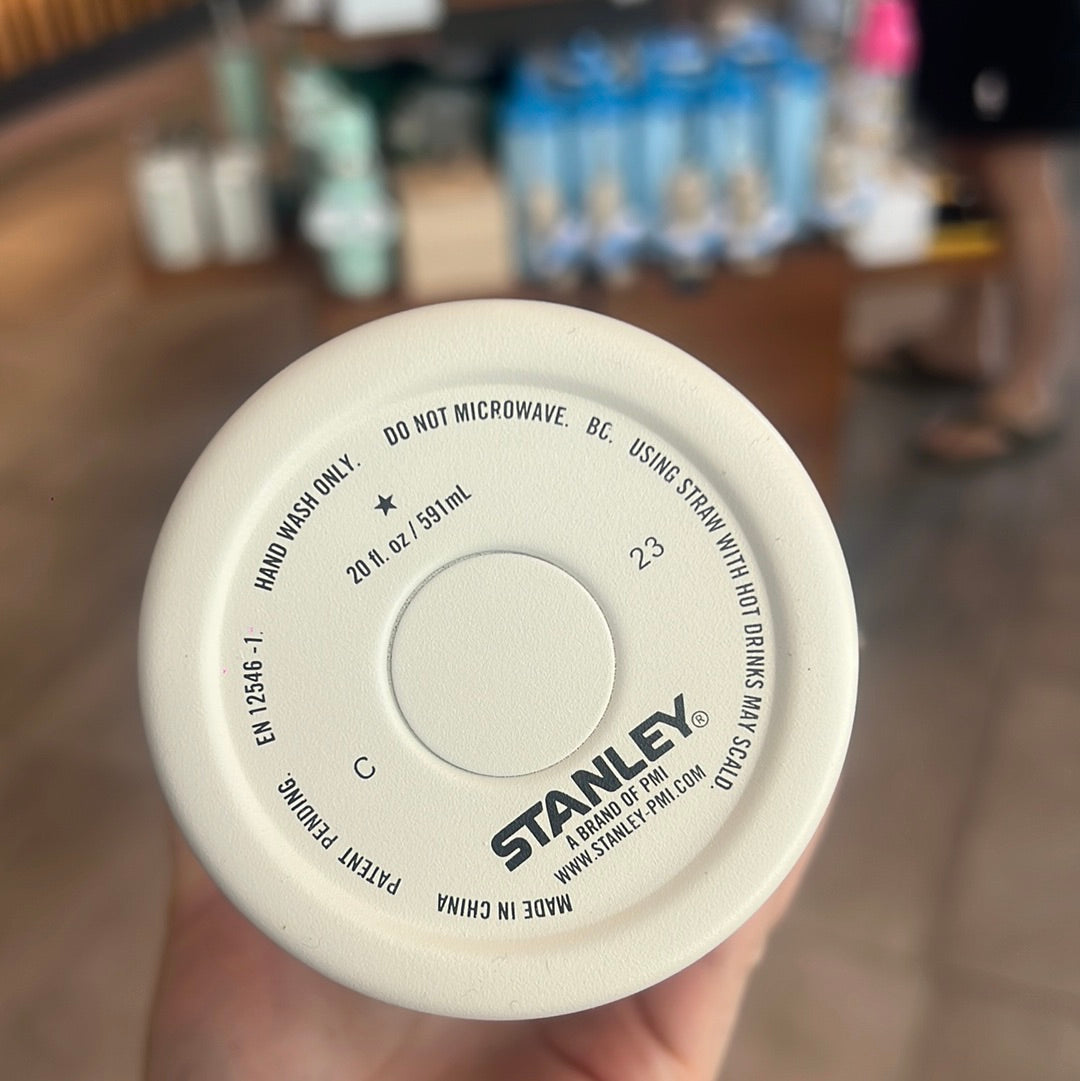 HAND WASH ONLY. DO NOT MICROWAVE. BC. USING STRAW WITH HOT DRINKS MAY SCALD.
★
20 fl. oz / 591mL
23
C
STANLEY®
A BRAND OF PMI
WWW.STANLEY-PMI.COM
MADE IN CHINA
PATENT PENDING.
EN 12546 -1.